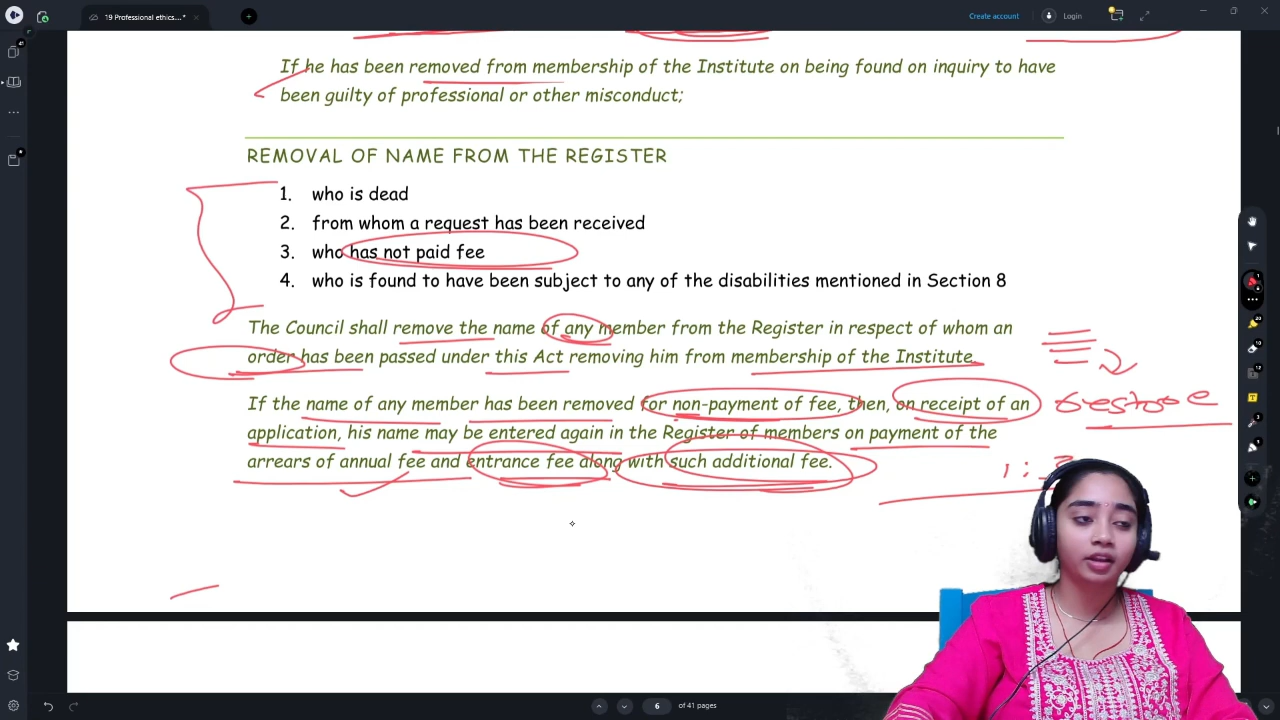 19 Professional ethics....*
Create account
Login
If he has been removed from membership of the Institute on being found on inquiry to have
been guilty of professional or other misconduct;
REMOVAL OF NAME FROM THE REGISTER
1. who is dead
2. from whom a request has been received
3. who has not paid fee
4. who is found to have been subject to any of the disabilities mentioned in Section 8
The Council shall remove the name of any member from the Register in respect of whom an
order has been passed under this Act removing him from membership of the Institute.
If the name of any member has been removed for non-payment of fee, then, on receipt of an
application, his name may be entered again in the Register of members on payment of the
arrears of annual fee and entrance fee along with such additional fee.
restore
6 of 41 pages